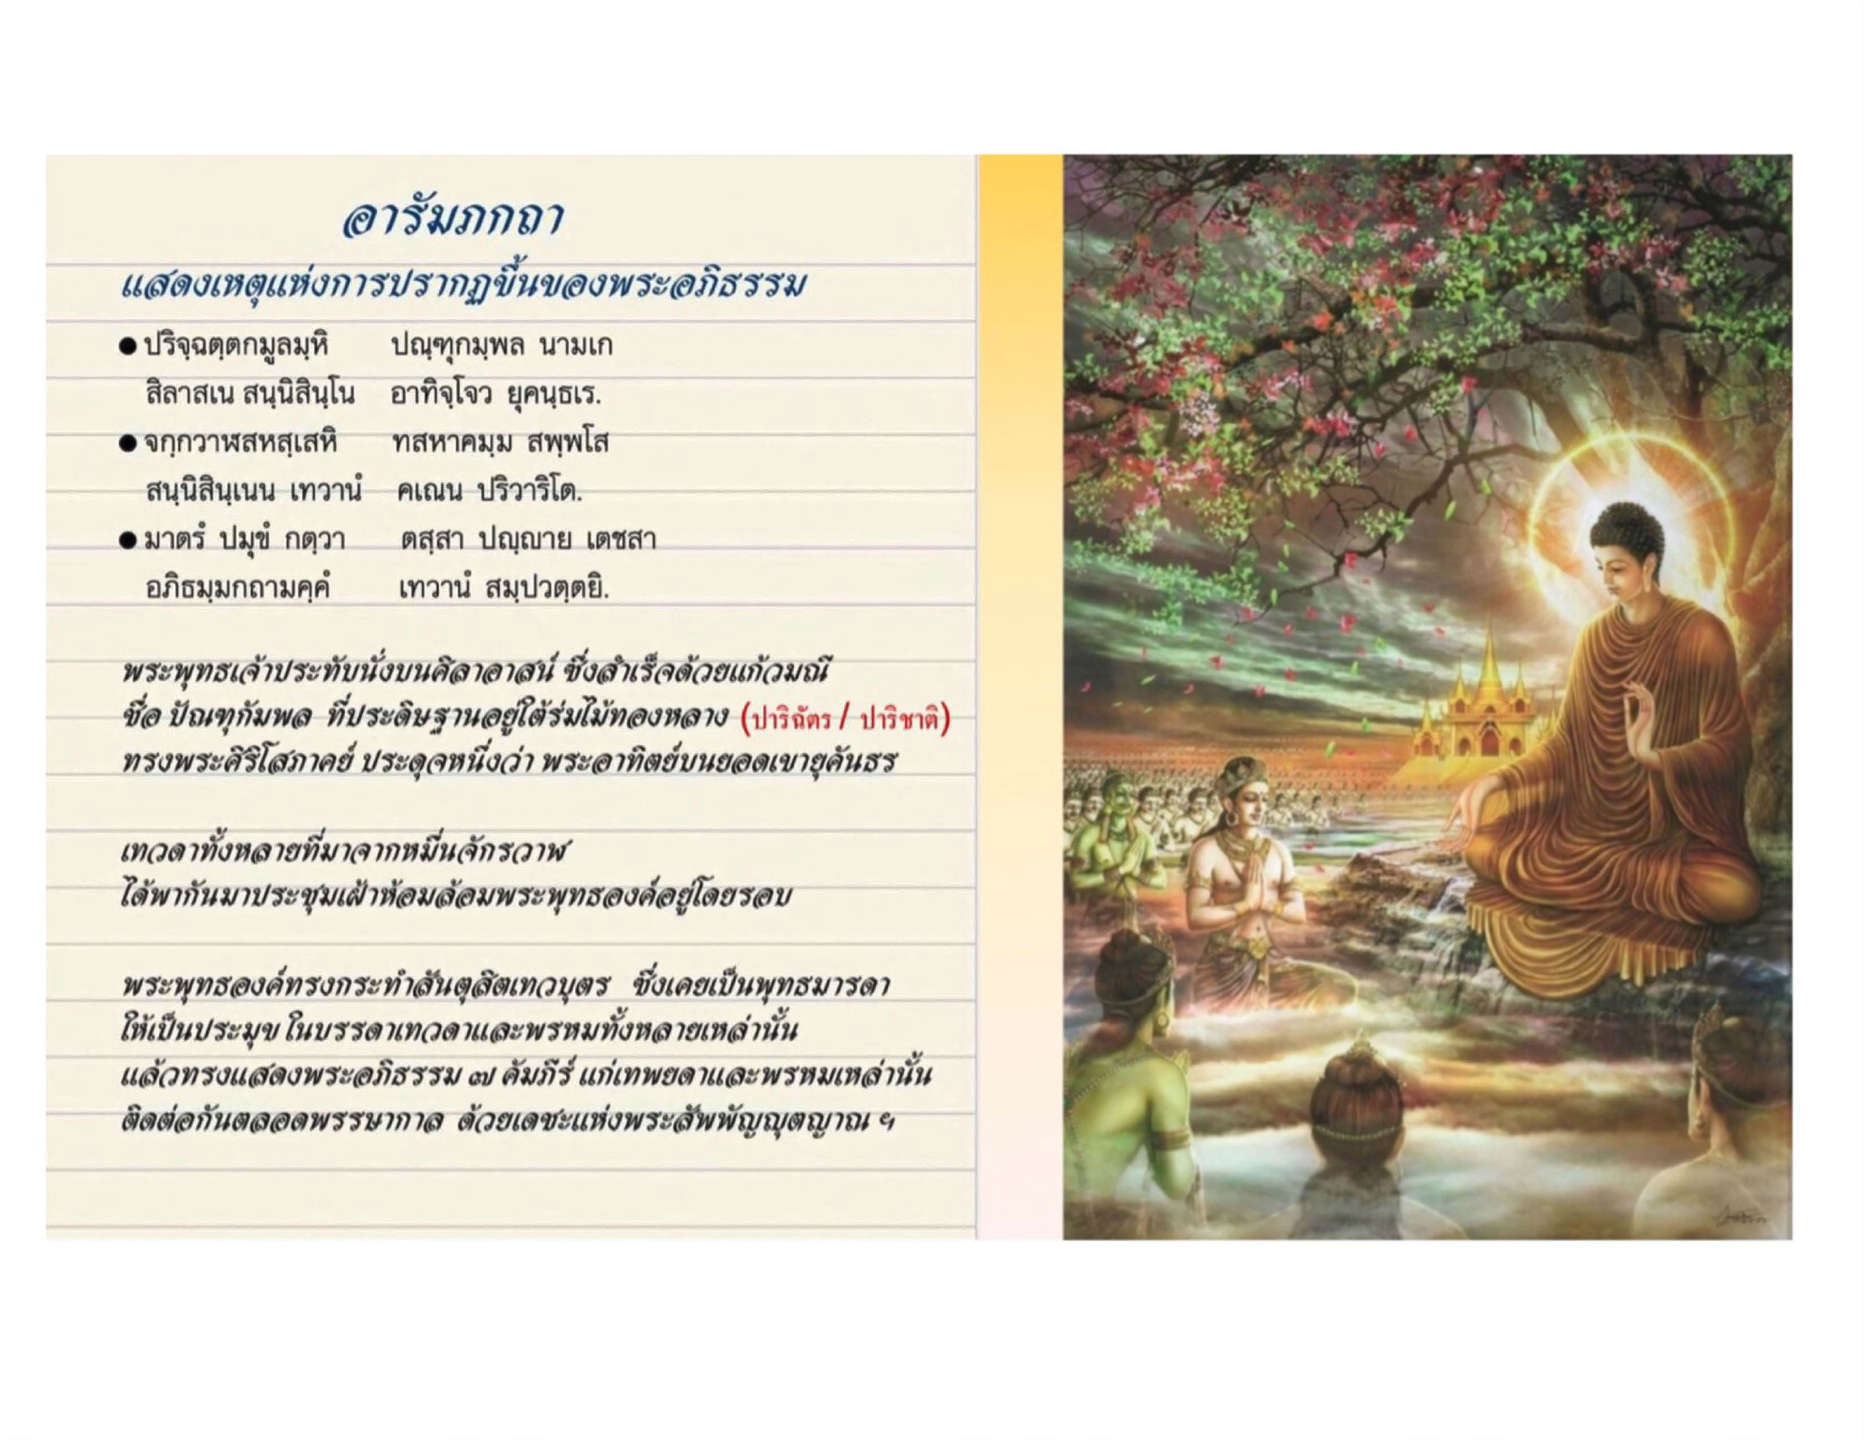 อารัมภกถา
แสดงเหตุแห่งการปรากฏขึ้นของพระอภิธรรม
● ปริจฺฉตฺตกมูลมฺหิ ปณฺฑุกมฺพล นามเก
สิลาสเน สนฺนิสินฺโน อาทิจฺโจว ยุคนฺธเร.
● จกฺกวาฬสหสฺเสหิ ทสหาคมฺม สพฺพโส
สนฺนิสินฺเนน เทวานํ คเณน ปริวาริโต.
● มาตรํ ปมุขํ กตฺวา ตสฺสา ปญฺญาย เตชสา
อภิธมฺมกถามคฺคํ เทวานํ สมฺปวตฺตยิ.
พระพุทธเจ้าประทับนั่งบนศิลาอาสน์ ซึ่งสำเร็จด้วยแก้วมณี
ชื่อ ปัณฑุกัมพล ที่ประดิษฐานอยู่ใต้ร่มไม้ทองหลาง (ปาริฉัตร / ปาริชาติ)
ทรงพระศิริโสภาคย์ ประดุจหนึ่งว่า พระอาทิตย์บนยอดเขายุคันธร
เทวดาทั้งหลายที่มาจากหมื่นจักรวาฬ
ได้พากันมาประชุมเฝ้าห้อมล้อมพระพุทธองค์อยู่โดยรอบ
พระพุทธองค์ทรงกระทำสันตุสิตเทวบุตร ซึ่งเคยเป็นพุทธมารดา
ให้เป็นประมุข ในบรรดาเทวดาและพรหมทั้งหลายเหล่านั้น
แล้วทรงแสดงพระอภิธรรม ๗ คัมภีร์ แก่เทพยดาและพรหมเหล่านั้น
ติดต่อกันตลอดพรรษากาล ด้วยเดชะแห่งพระสัพพัญญุตญาณ ฯ